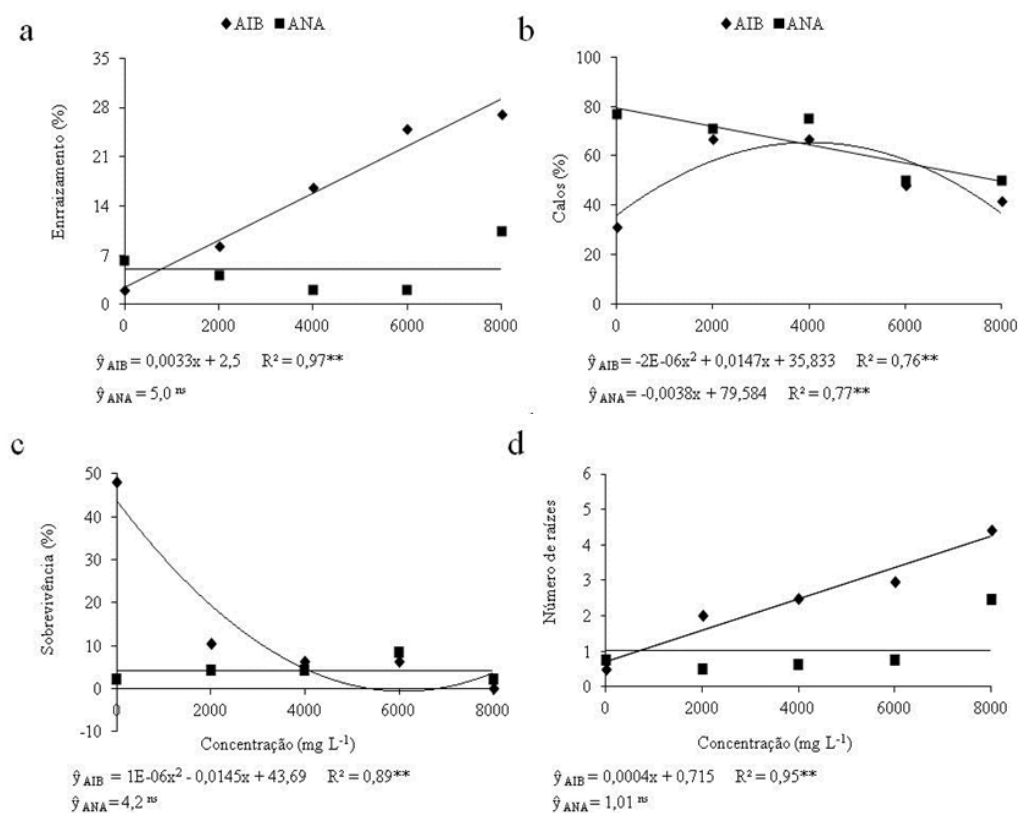 a
◆AIB ■ANA
Enrraizamento (%)
35
28
21
14
7
0
0 2000 4000 6000 8000
ŷ AIB = 0,0033x + 2,5 R² = 0,97**
ŷ ANA = 5,0 ns
b
◆AIB ■ANA
Calos (%)
100
80
60
40
20
0
0 2000 4000 6000 8000
ŷ AIB = -2E-06x² + 0,0147x + 35,833 R² = 0,76**
ŷ ANA = -0,0038x + 79,584 R² = 0,77**
c
Sobrevivência (%)
50
40
30
20
10
0
-10
0 2000 4000 6000 8000
Concentração (mg L⁻¹)
ŷ AIB = 1E-06x² - 0,0145x + 43,69 R² = 0,89**
ŷ ANA = 4,2 ns
d
Número de raízes
6
5
4
3
2
1
0
0 2000 4000 6000 8000
Concentração (mg L⁻¹)
ŷ AIB = 0,0004x + 0,715 R² = 0,95**
ŷ ANA = 1,01 ns